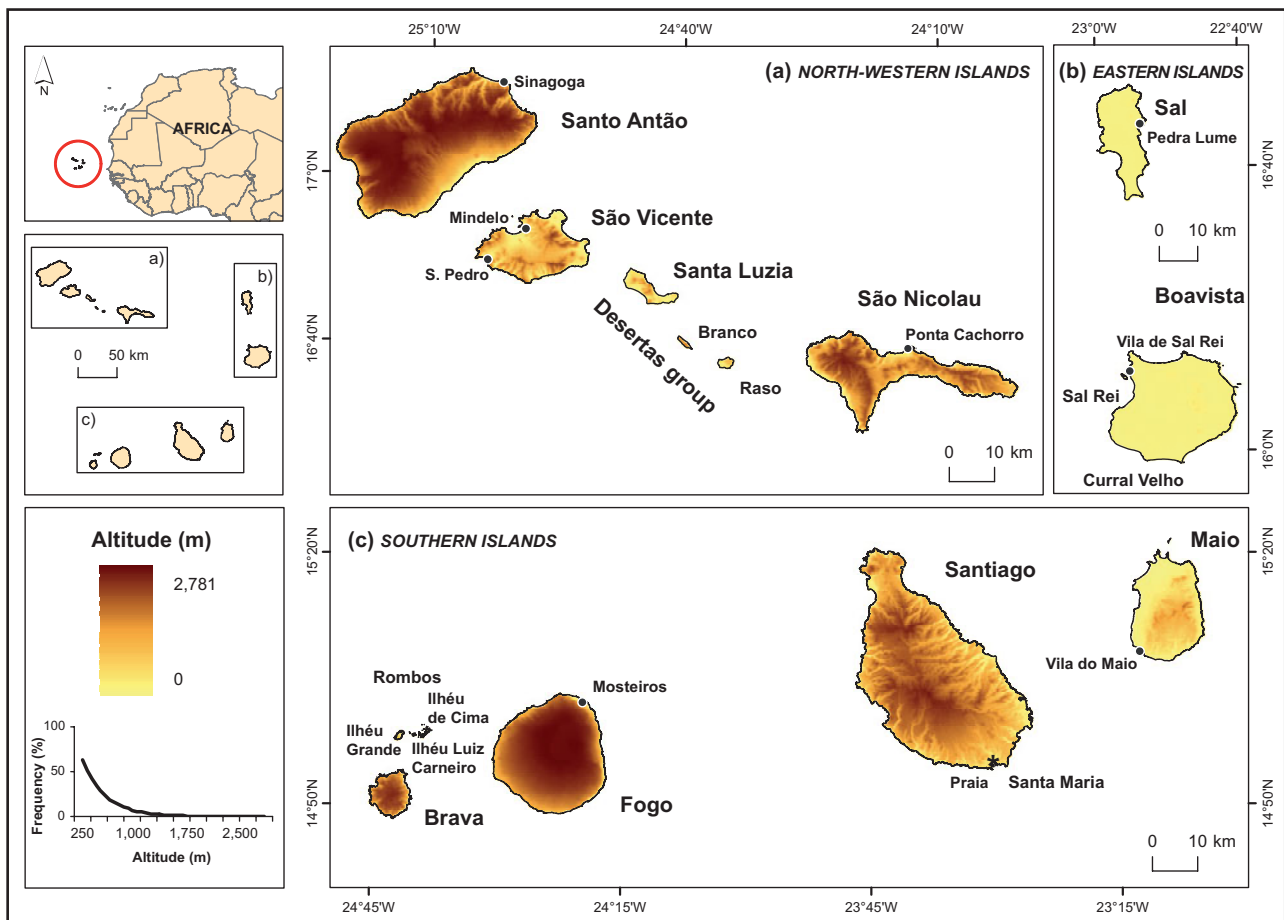 25°10'W
24°40'W
24°10'W
23°0'W
22°40'W
N
AFRICA
a)
b)
0 50 km
c)
(a) NORTH-WESTERN ISLANDS
Sinagoga
Santo Antão
17°0'N
Mindelo
São Vicente
S. Pedro
Santa Luzia
São Nicolau
16°40'N
Desertas group
Branco
Ponta Cachorro
Raso
0 10 km
(b) EASTERN ISLANDS
Sal
Pedra Lume
16°40'N
0 10 km
Boavista
Vila de Sal Rei
Sal Rei
16°0'N
Curral Velho
Altitude (m)
2,781
0
100
50
0
Frequency (%)
250 1,000 1,750 2,500
Altitude (m)
(c) SOUTHERN ISLANDS
15°20'N
15°20'N
Maio
Santiago
Vila do Maio
Rombos
Mosteiros
Ilhéu
de Cima
Ilhéu
Grande
Ilhéu Luiz
Carneiro
*
Praia
Santa Maria
14°50'N
14°50'N
Brava
Fogo
0 10 km
24°45'W
24°15'W
23°45'W
23°15'W